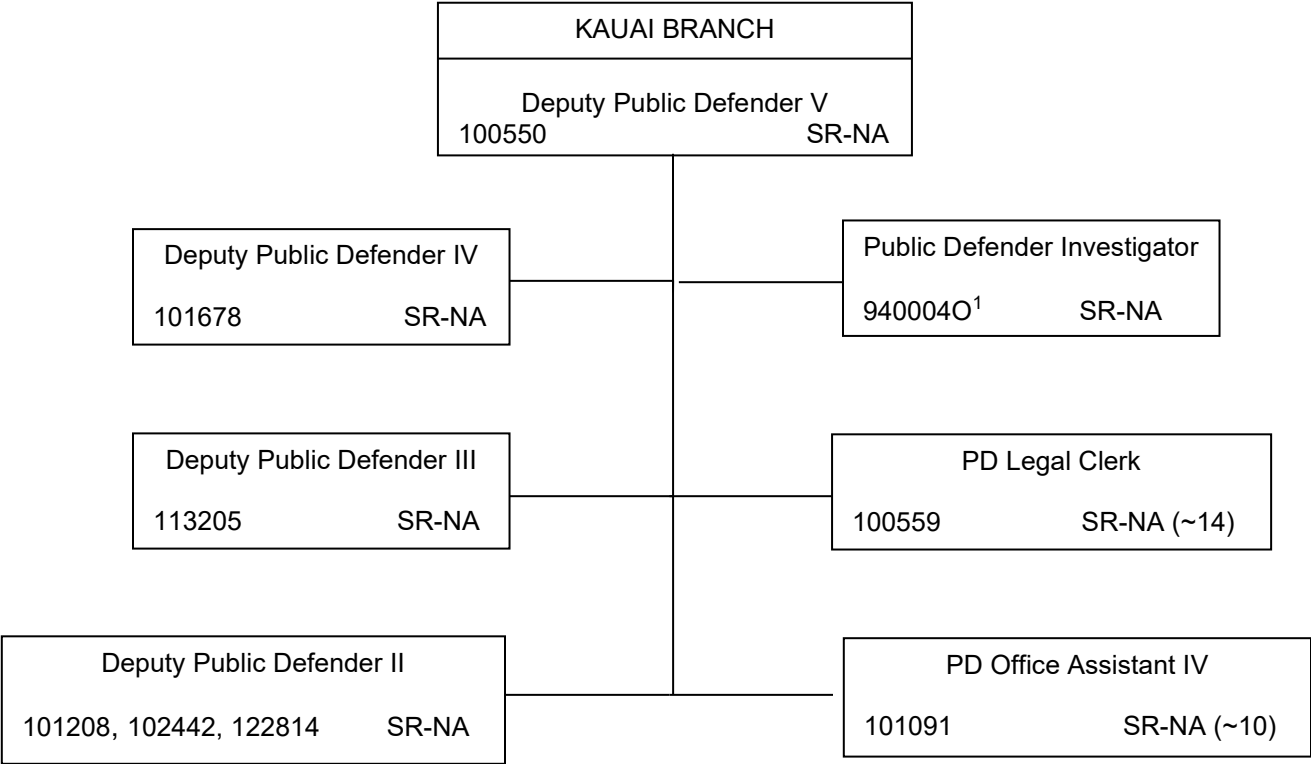 KAUAI BRANCH
Deputy Public Defender V
100550 SR-NA
Deputy Public Defender IV
101678 SR-NA
Public Defender Investigator
940004O¹ SR-NA
Deputy Public Defender III
113205 SR-NA
PD Legal Clerk
100559 SR-NA (~14)
Deputy Public Defender II
101208, 102442, 122814 SR-NA
PD Office Assistant IV
101091 SR-NA (~10)